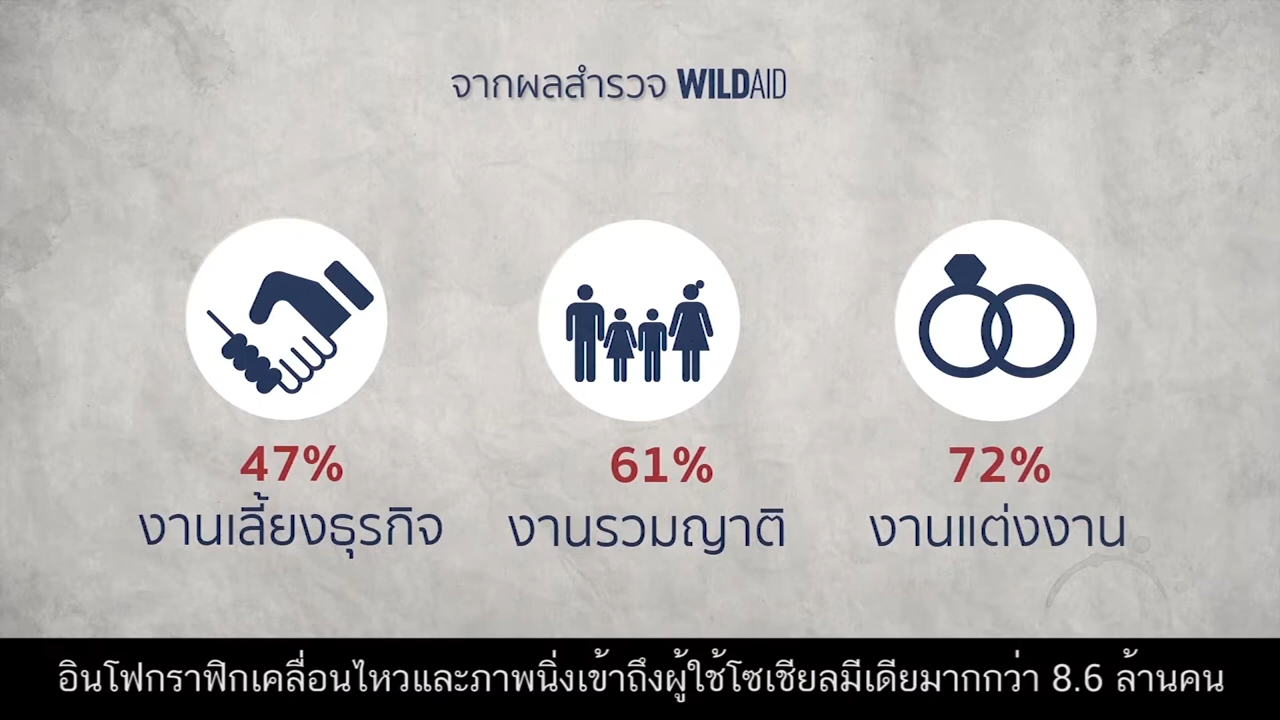 จากผลสำรวจ WILDAID
47%
61%
72%
งานเลี้ยงธุรกิจ
งานรวมญาติ
งานแต่งงาน
อินโฟกราฟิกเคลื่อนไหวและภาพนิ่งเข้าถึงผู้ใช้โซเชียลมีเดียมากกว่า 8.6 ล้านคน